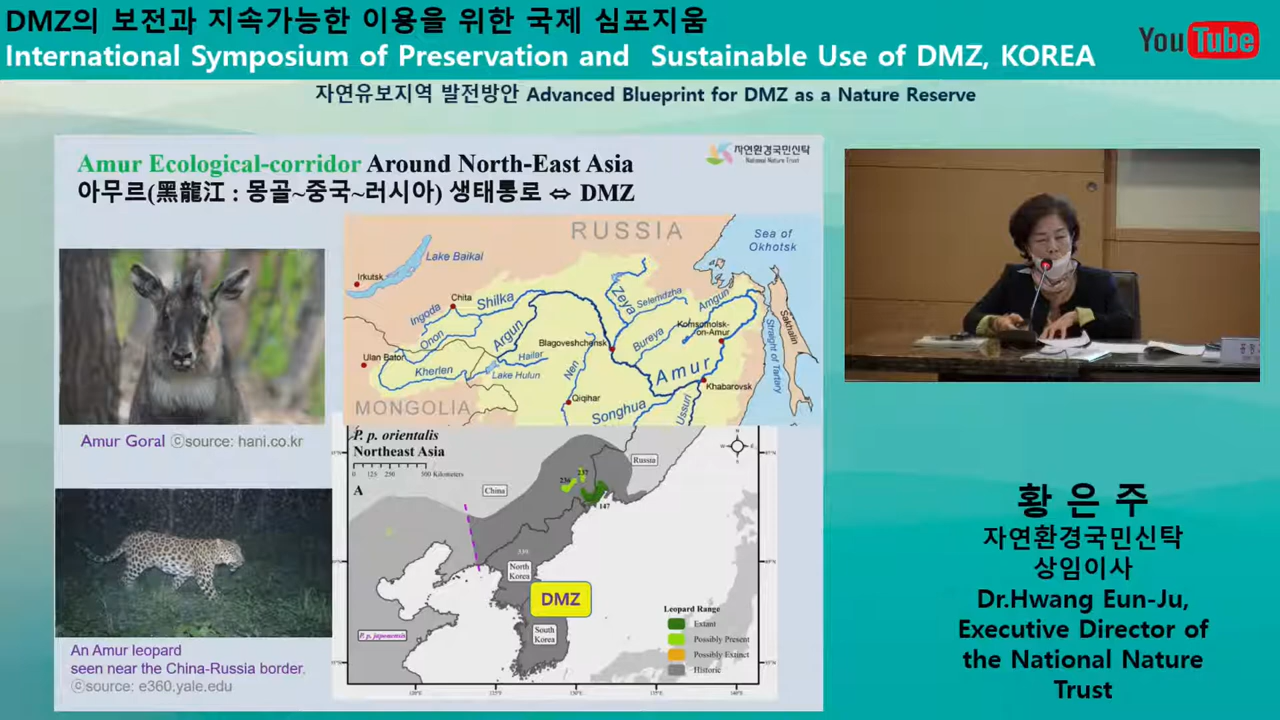 DMZ의 보전과 지속가능한 이용을 위한 국제 심포지움
International Symposium of Preservation and Sustainable Use of DMZ, KOREA
YouTube
자연유보지역 발전방안 Advanced Blueprint for DMZ as a Nature Reserve
Amur Ecological-corridor Around North-East Asia
아무르(黑龍江 : 몽골~중국~러시아) 생태통로 ⇔ DMZ
자연환경국민신탁
National Nature Trust
RUSSIA
Sea of
Okhotsk
Lake Baikal
Irkutsk
Chita
Shilka
Ingoda
Onon
Argun
Zeya
Selemdzha
Amgun
Bureya
Komsomolsk-
on-Amur
Sakhalin
Straight of Tartary
Blagoveshchensk
Ulan Bator
Kherlen
Hailar
Lake Hulun
Nen
Amur
Khabarovsk
Qiqihar
MONGOLIA
Songhua
Ussuri
Amur Goral ⓒsource: hani.co.kr
P. p. orientalis
Northeast Asia
0 125 250 500 Kilometers
A
China
Russia
236
237
147
North
Korea
DMZ
South
Korea
P. p. japonensis
Leopard Range
Extant
Possibly Present
Possibly Extinct
Historic
An Amur leopard
seen near the China-Russia border.
ⓒsource: e360.yale.edu
황 은 주
자연환경국민신탁
상임이사
Dr.Hwang Eun-Ju,
Executive Director of
the National Nature
Trust